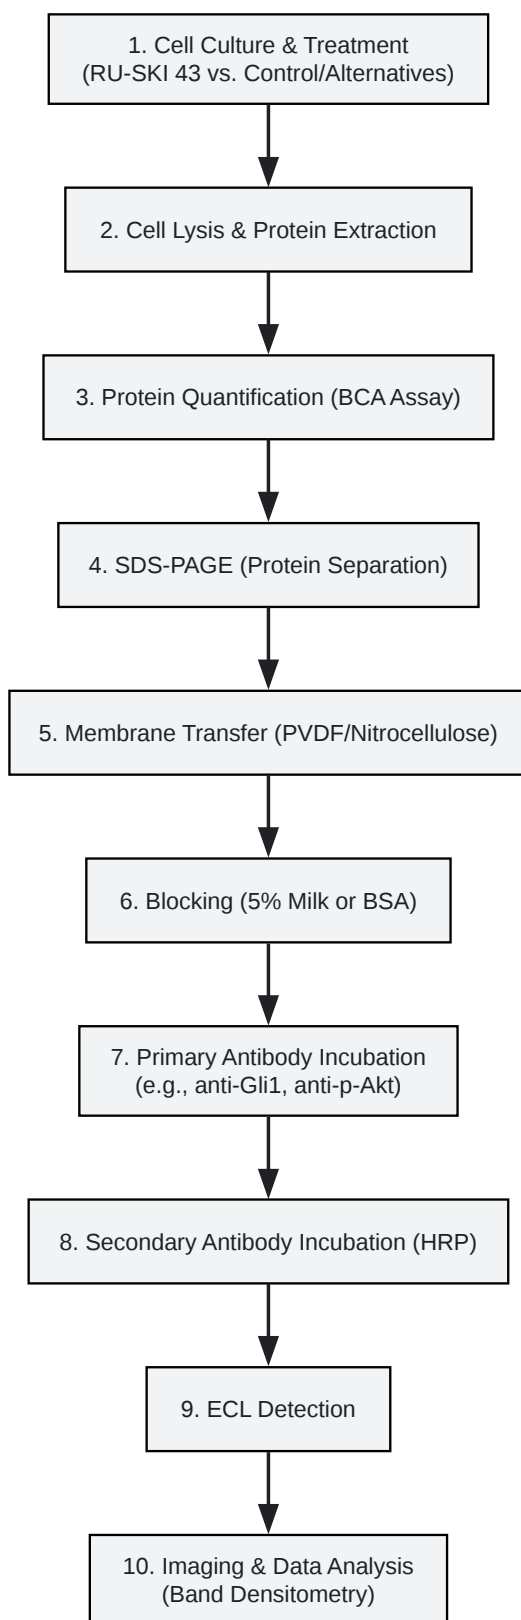 1. Cell Culture & Treatment
(RU-SKI 43 vs. Control/Alternatives)
2. Cell Lysis & Protein Extraction
3. Protein Quantification (BCA Assay)
4. SDS-PAGE (Protein Separation)
5. Membrane Transfer (PVDF/Nitrocellulose)
6. Blocking (5% Milk or BSA)
7. Primary Antibody Incubation
(e.g., anti-Gli1, anti-p-Akt)
8. Secondary Antibody Incubation (HRP)
9. ECL Detection
10. Imaging & Data Analysis
(Band Densitometry)